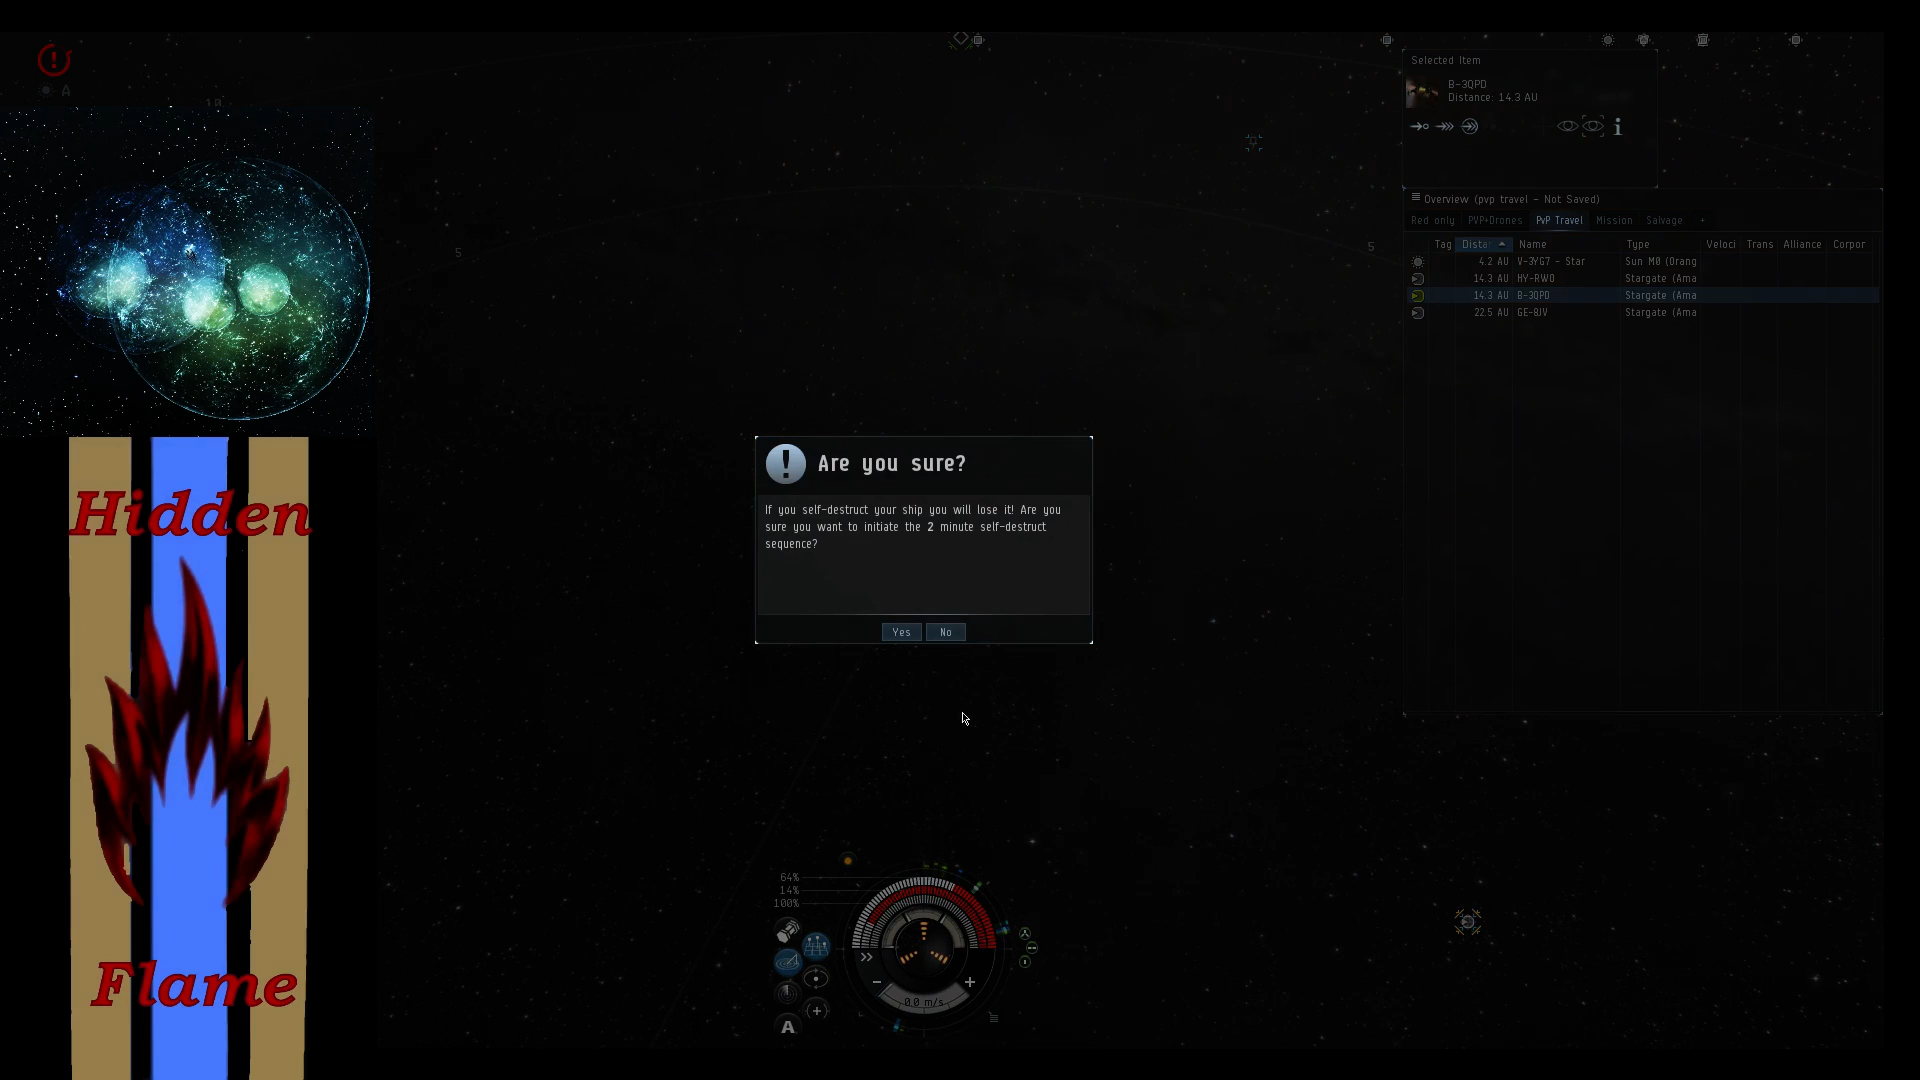 A
10
5
5
Selected Item
B-3QPD
Distance: 14.3 AU
Overview (pvp travel - Not Saved)
Red only PVP+Drones PvP Travel Mission Salvage +
Tag Dista Name Type Veloci Trans Alliance Corpor
4.2 AU V-3YG7 - Star Sun M0 (Orang
14.3 AU HY-RWO Stargate (Ama
14.3 AU B-3QPD Stargate (Ama
22.5 AU GE-8JV Stargate (Ama
Hidden
Flame
Are you sure?
If you self-destruct your ship you will lose it! Are you
sure you want to initiate the 2 minute self-destruct
sequence?
Yes No
64%
14%
100%
0.0 m/s
A